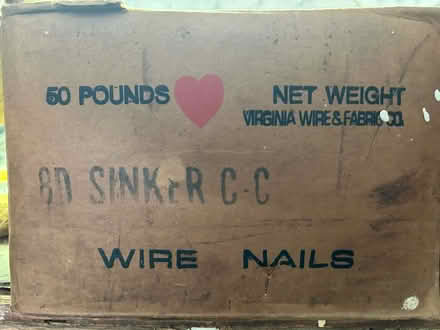 50 POUNDS NET WEIGHT
VIRGINIA WIRE & FABRIC CO.
8D SINKER C-C
WIRE NAILS